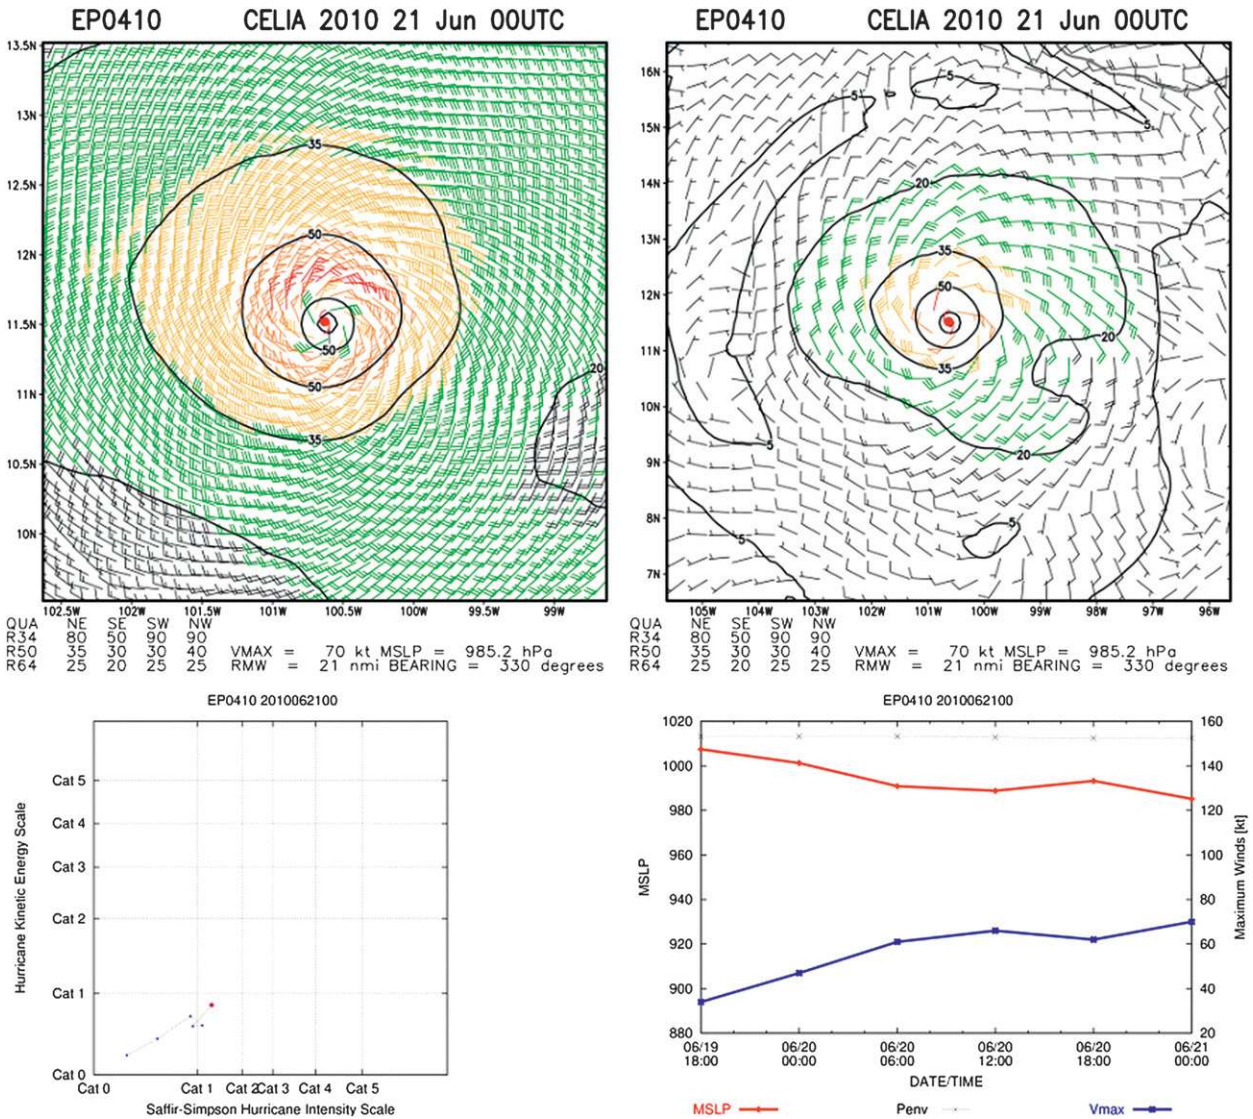 EP0410 CELIA 2010 21 Jun 00UTC
13.5N
13N
12.5N
12N
11.5N
11N
10.5N
10N
35
50
50
50
35
20
102.5W 102W 101.5W 101W 100.5W 100W 99.5W 99W
QUA NE SE SW NW
R34 80 50 90 90
R50 35 30 30 40 VMAX = 70 kt MSLP = 985.2 hPa
R64 25 20 25 25 RMW = 21 nmi BEARING = 330 degrees
EP0410 CELIA 2010 21 Jun 00UTC
16N
15N
14N
13N
12N
11N
10N
9N
8N
7N
5
5
5
20
35
50
20
35
5
20
5
5
105W 104W 103W 102W 101W 100W 99W 98W 97W 96W
QUA NE SE SW NW
R34 80 50 90 90
R50 35 30 30 40 VMAX = 70 kt MSLP = 985.2 hPa
R64 25 20 25 25 RMW = 21 nmi BEARING = 330 degrees
EP0410 2010062100
Hurricane Kinetic Energy Scale
Cat 5
Cat 4
Cat 3
Cat 2
Cat 1
Cat 0
Cat 0 Cat 1 Cat 2 Cat 3 Cat 4 Cat 5
Saffir-Simpson Hurricane Intensity Scale
EP0410 2010062100
MSLP
1020
1000
980
960
940
920
900
880
160
140
120
100
80
60
40
20
Maximum Winds [kt]
06/19 06/20 06/20 06/20 06/20 06/21
18:00 00:00 06:00 12:00 18:00 00:00
DATE/TIME
MSLP Penv Vmax